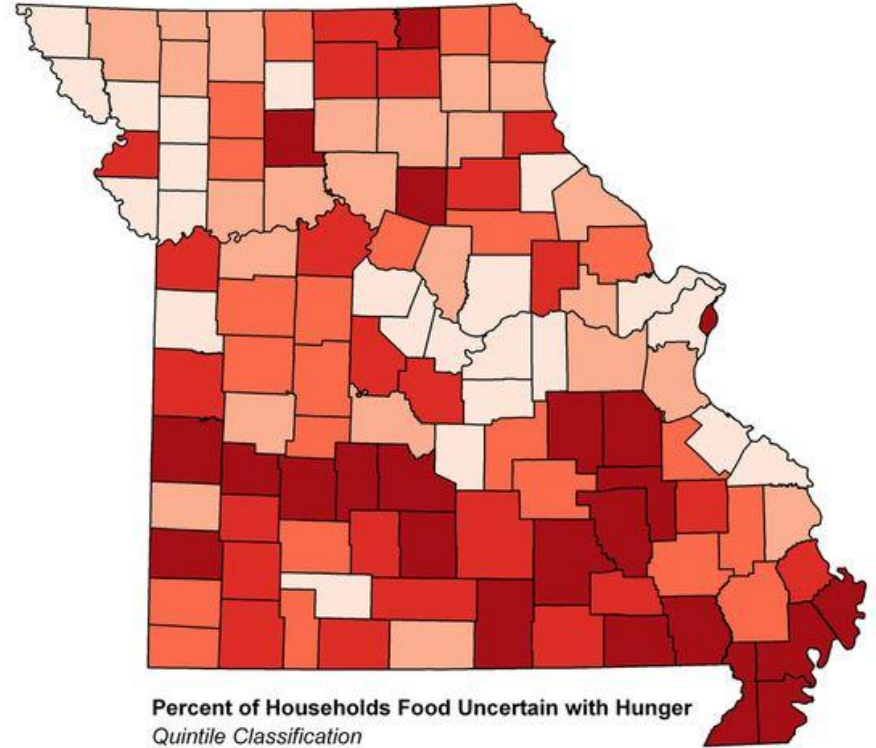 Percent of Households Food Uncertain with Hunger
Quintile Classification